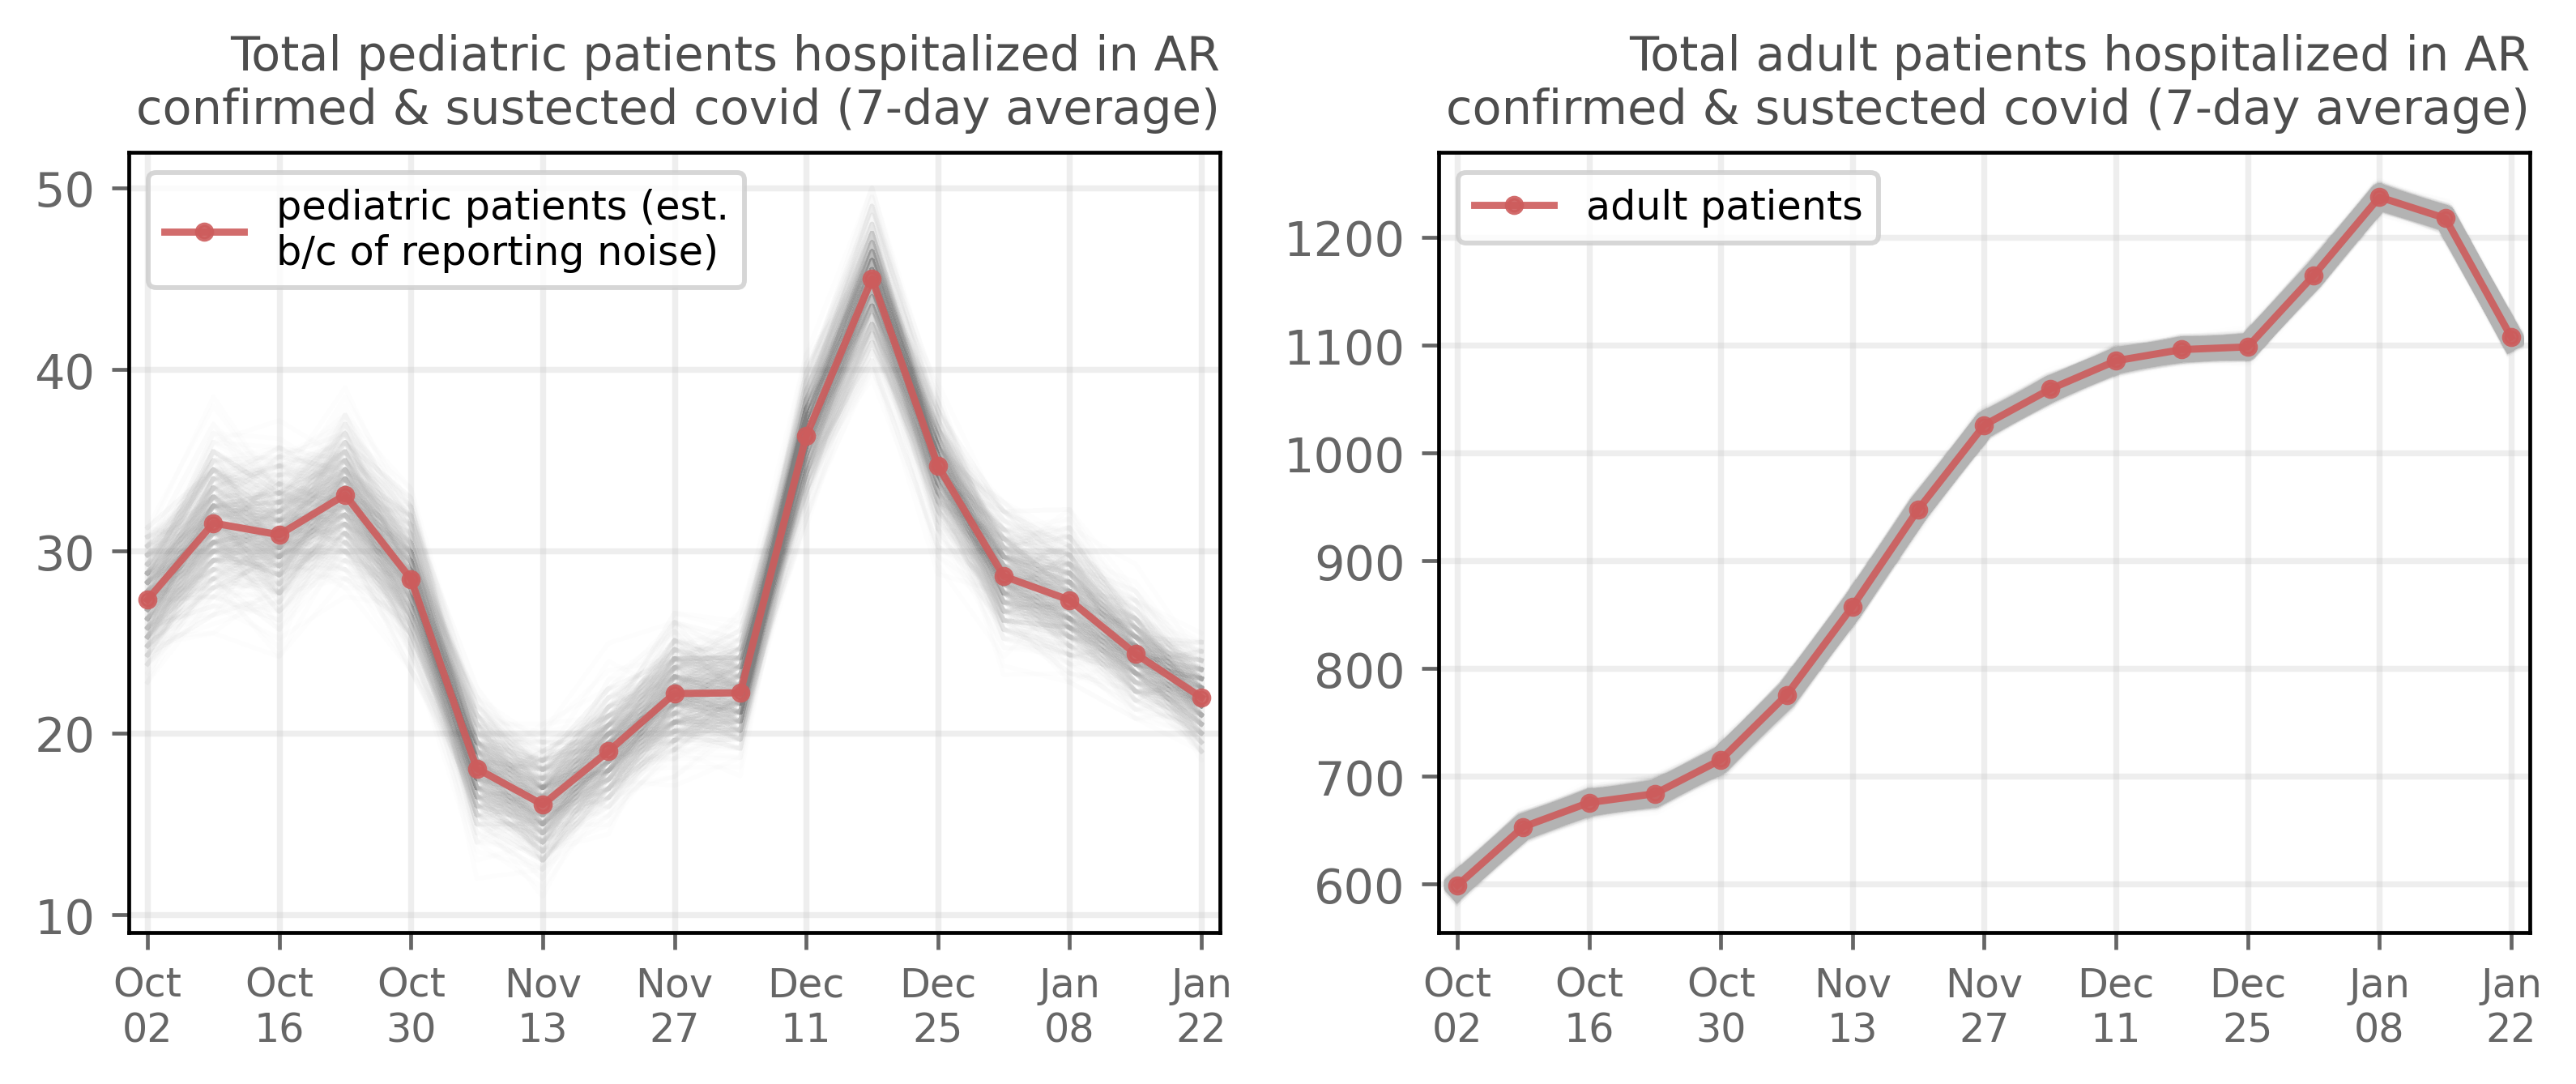 Total pediatric patients hospitalized in AR
confirmed & sustected covid (7-day average)
pediatric patients (est.
b/c of reporting noise)
50
40
30
20
10
Oct Oct Oct Nov Nov Dec Dec Jan Jan
02 16 30 13 27 11 25 08 22
Total adult patients hospitalized in AR
confirmed & sustected covid (7-day average)
adult patients
1200
1100
1000
900
800
700
600
Oct Oct Oct Nov Nov Dec Dec Jan Jan
02 16 30 13 27 11 25 08 22